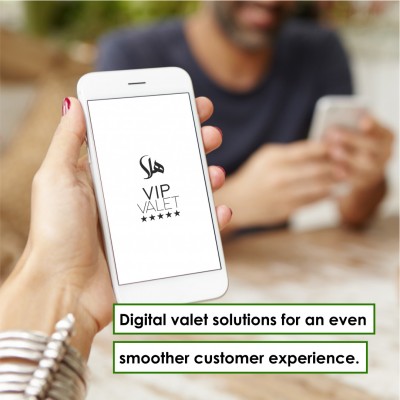 هلا
VIP
VALET
★★★★★
Digital valet solutions for an even
smoother customer experience.